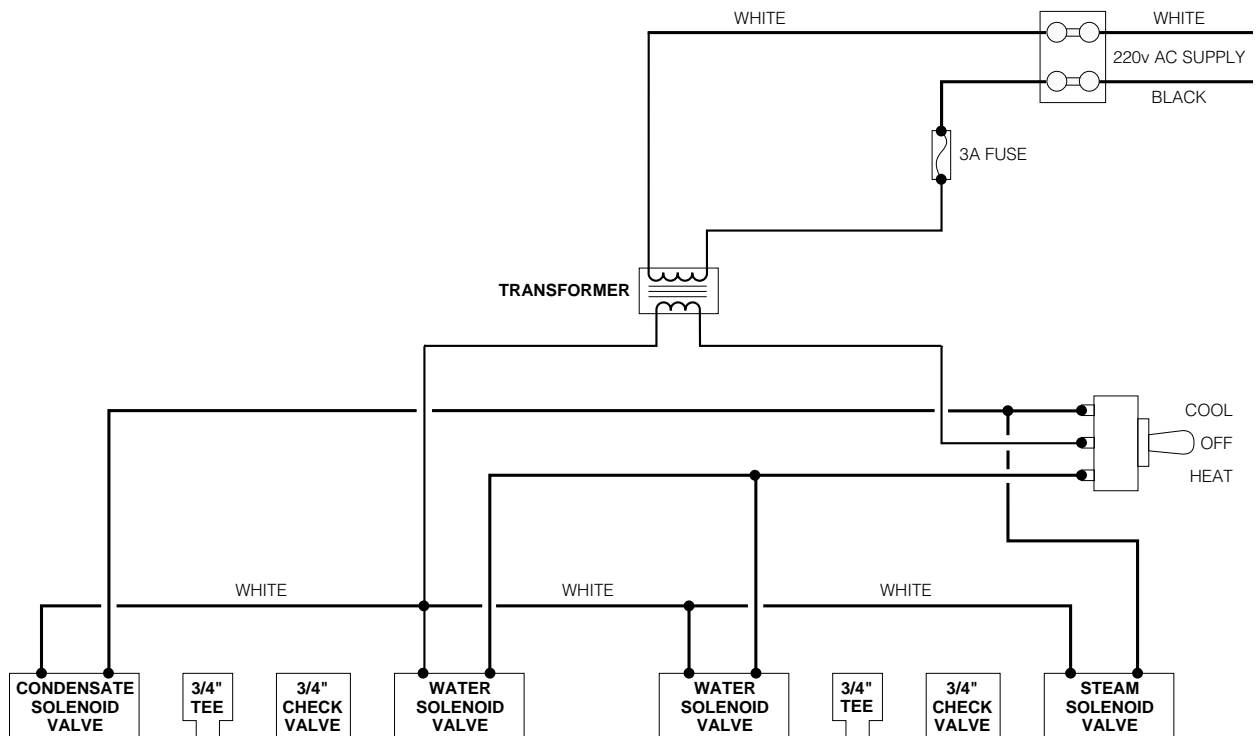 WHITE
WHITE
220v AC SUPPLY
BLACK
3A FUSE
TRANSFORMER
COOL
OFF
HEAT
WHITE
WHITE
WHITE
CONDENSATE
SOLENOID
VALVE
3/4"
TEE
3/4"
CHECK
VALVE
WATER
SOLENOID
VALVE
WATER
SOLENOID
VALVE
3/4"
TEE
3/4"
CHECK
VALVE
STEAM
SOLENOID
VALVE